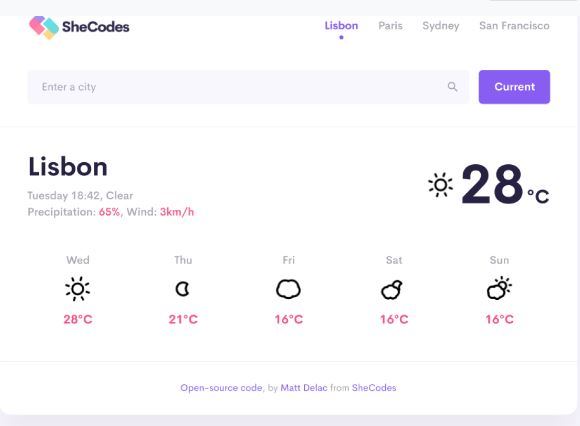 SheCodes
Lisbon Paris Sydney San Francisco
Enter a city
Current
Lisbon
Tuesday 18:42, Clear
Precipitation: 65%, Wind: 3km/h
28°C
Wed Thu Fri Sat Sun
28°C 21°C 16°C 16°C 16°C
Open-source code, by Matt Delac from SheCodes